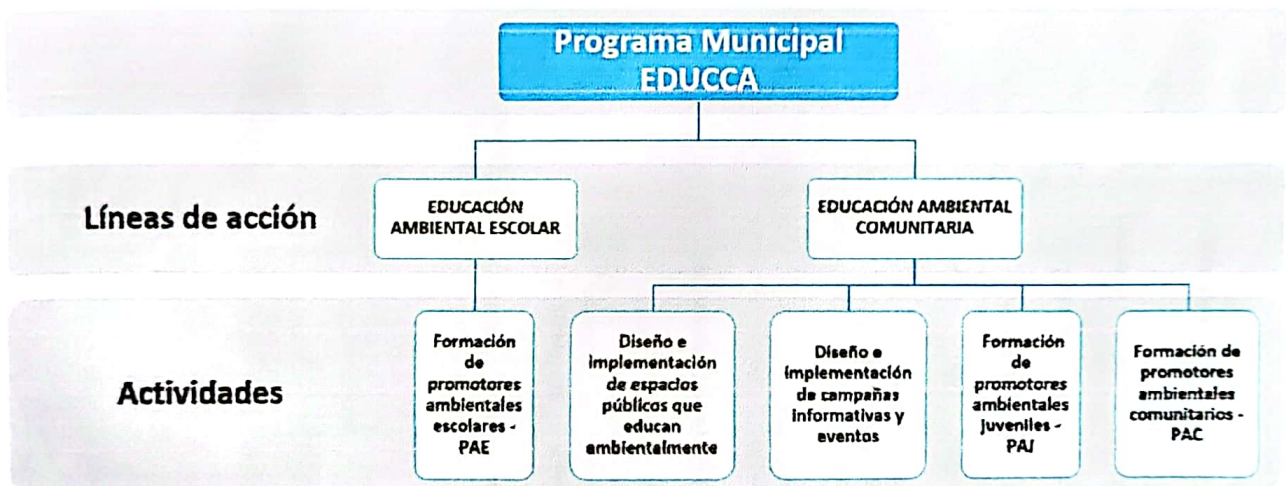 Programa Municipal
EDUCCA
Líneas de acción
EDUCACIÓN
AMBIENTAL ESCOLAR
EDUCACIÓN AMBIENTAL
COMUNITARIA
Actividades
Formación
de
promotores
ambientales
escolares -
PAE
Diseño e
implementación
de espacios
públicos que
educan
ambientalmente
Diseño e
implementación
de campañas
informativas y
eventos
Formación
de
promotores
ambientales
juveniles -
PAJ
Formación de
promotores
ambientales
comunitarios -
PAC